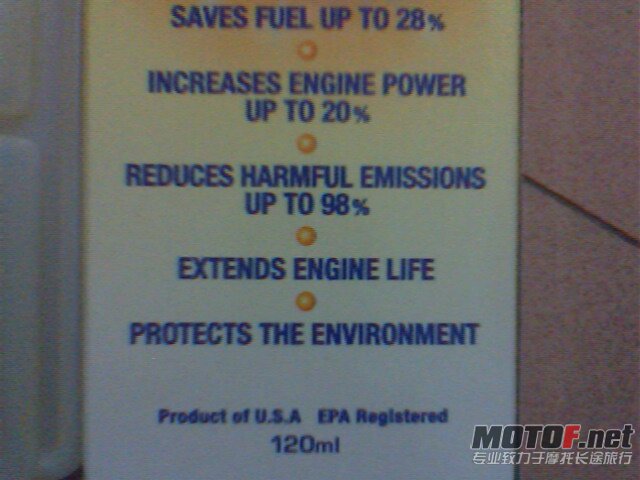 SAVES FUEL UP TO 28%
INCREASES ENGINE POWER
UP TO 20%
REDUCES HARMFUL EMISSIONS
UP TO 98%
EXTENDS ENGINE LIFE
PROTECTS THE ENVIRONMENT
Product of U.S.A EPA Registered
120ml
MOTOF.net
专业致力于摩托长途旅行